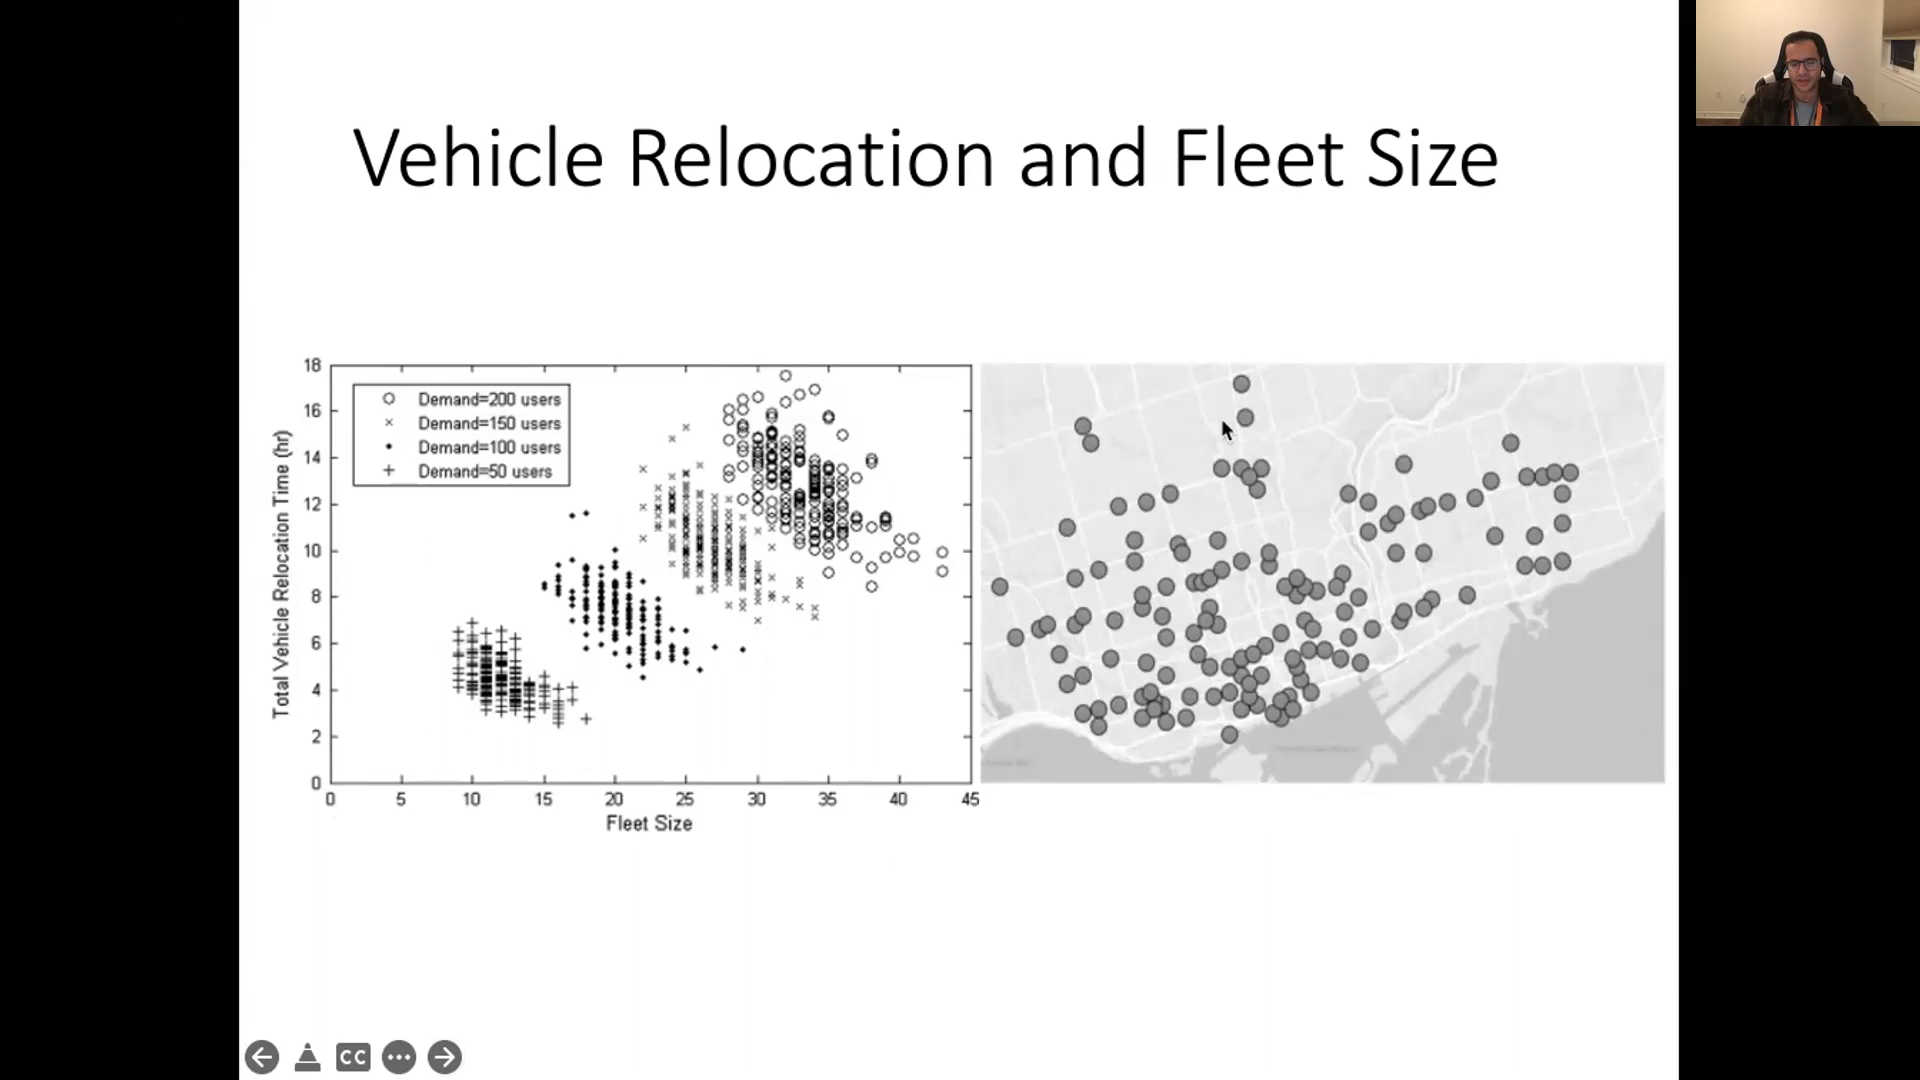 Vehicle Relocation and Fleet Size
18
16
14
12
10
8
6
4
2
0
Total Vehicle Relocation Time (hr)
Demand=200 users
Demand=150 users
Demand=100 users
Demand=50 users
0 5 10 15 20 25 30 35 40 45
Fleet Size
CC